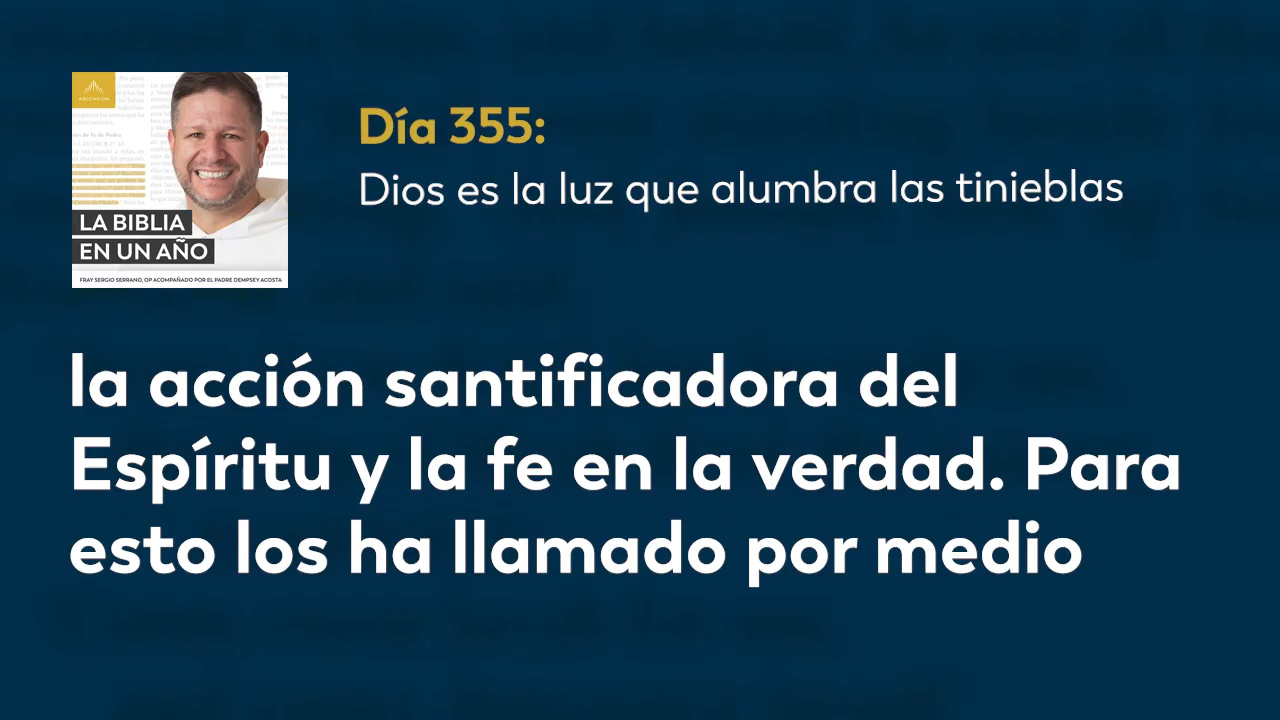 ASCENSION
LA BIBLIA
EN UN AÑO
FRAY SERGIO SERRANO, OP ACOMPAÑADO POR EL PADRE DEMPSEY ACOSTA
Día 355:
Dios es la luz que alumbra las tinieblas
la acción santificadora del
Espíritu y la fe en la verdad. Para
esto los ha llamado por medio